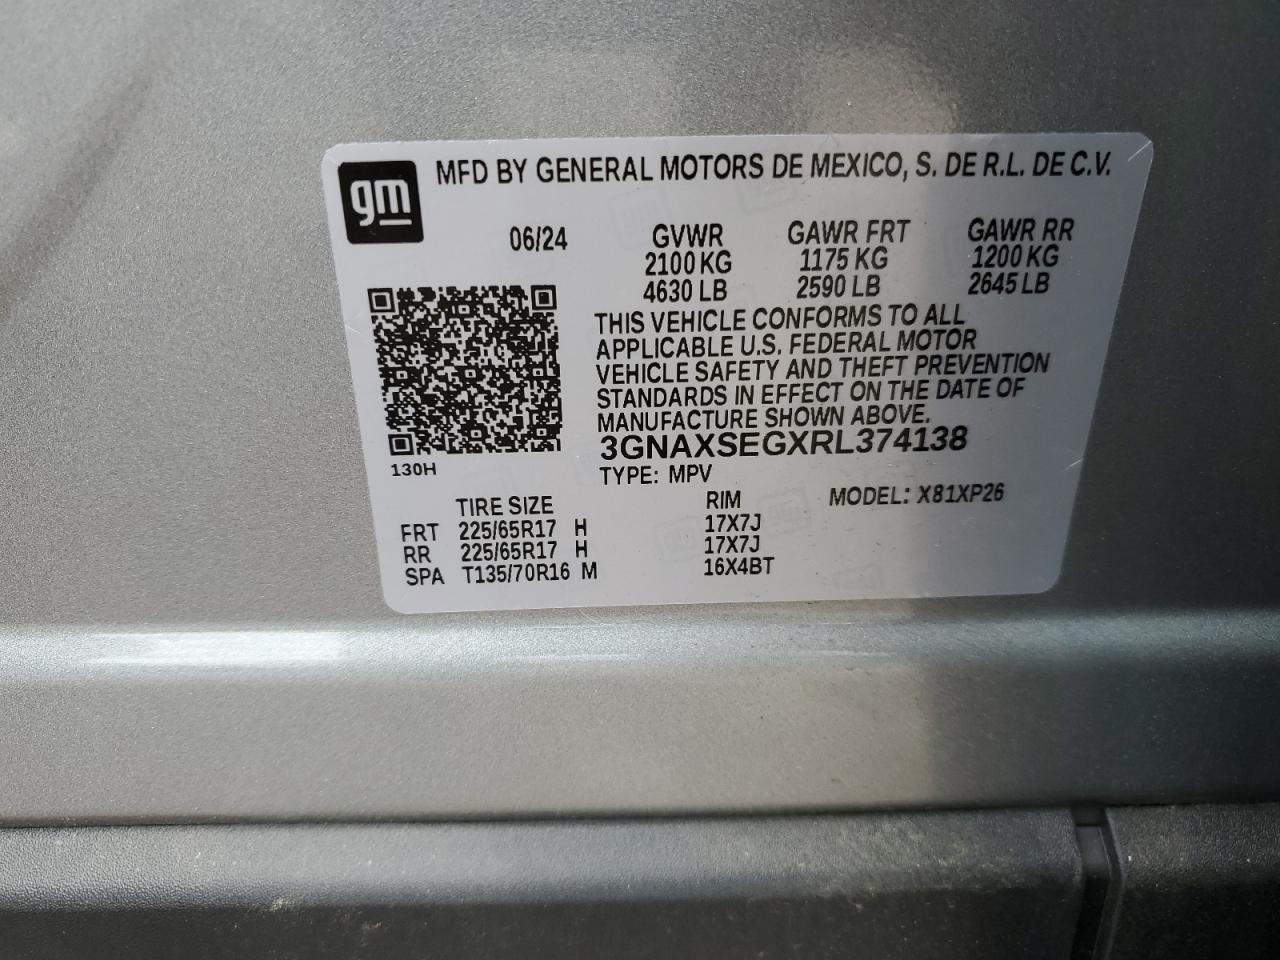 gm
MFD BY GENERAL MOTORS DE MEXICO, S. DE R.L. DE C.V.
06/24 GVWR GAWR FRT GAWR RR
2100 KG 1175 KG 1200 KG
4630 LB 2590 LB 2645 LB
THIS VEHICLE CONFORMS TO ALL
APPLICABLE U.S. FEDERAL MOTOR
VEHICLE SAFETY AND THEFT PREVENTION
STANDARDS IN EFFECT ON THE DATE OF
MANUFACTURE SHOWN ABOVE.
3GNAXSEGXRL374138
130H
TYPE: MPV
TIRE SIZE RIM MODEL: X81XP26
FRT 225/65R17 H 17X7J
RR 225/65R17 H 17X7J
SPA T135/70R16 M 16X4BT